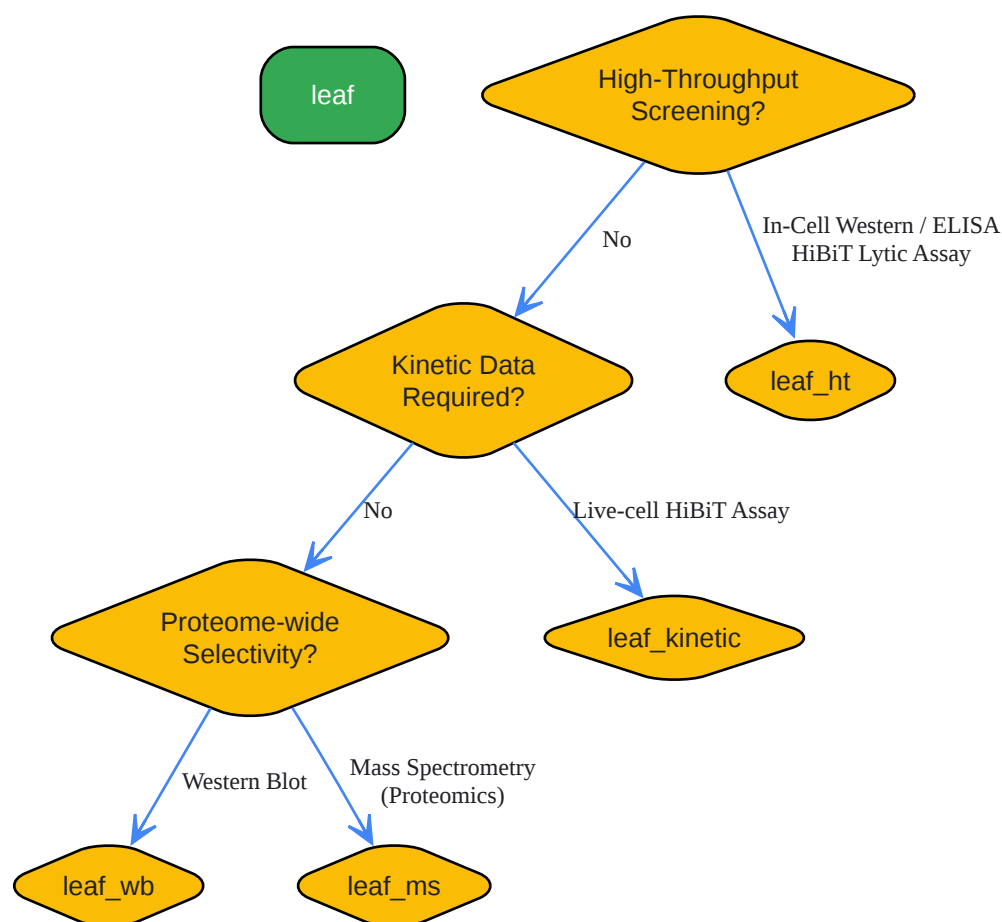 leaf
High-Throughput
Screening?
No
In-Cell Western / ELISA
HiBiT Lytic Assay
Kinetic Data
Required?
leaf_ht
No
Live-cell HiBiT Assay
Proteome-wide
Selectivity?
leaf_kinetic
Western Blot
Mass Spectrometry
(Proteomics)
leaf_wb
leaf_ms